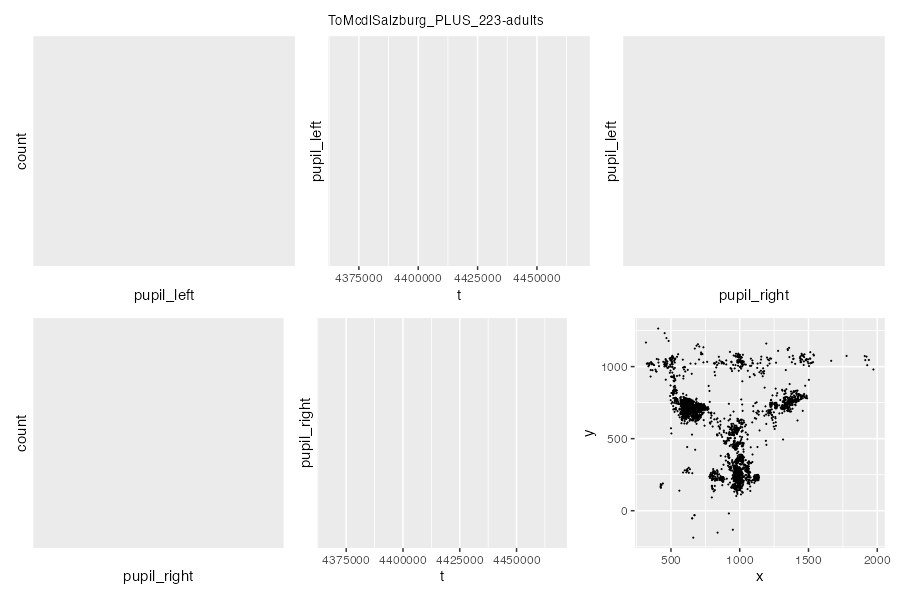 ToMcdlSalzburg_PLUS_223-adults
count
pupil_left
pupil_left
4375000 4400000 4425000 4450000
t
pupil_left
pupil_right
count
pupil_right
pupil_right
4375000 4400000 4425000 4450000
t
y
1000
500
0
500 1000 1500 2000
x